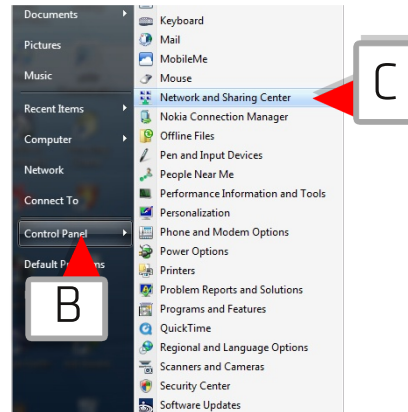 Documents
Pictures
Music
Recent Items
Computer
Network
Connect To
Control Panel
Default
B
Keyboard
Mail
MobileMe
Mouse
Network and Sharing Center
Nokia Connection Manager
Offline Files
Pen and Input Devices
People Near Me
Performance Information and Tools
Personalization
Phone and Modem Options
Power Options
Printers
Problem Reports and Solutions
Programs and Features
QuickTime
Regional and Language Options
Scanners and Cameras
Security Center
Software Updates
C